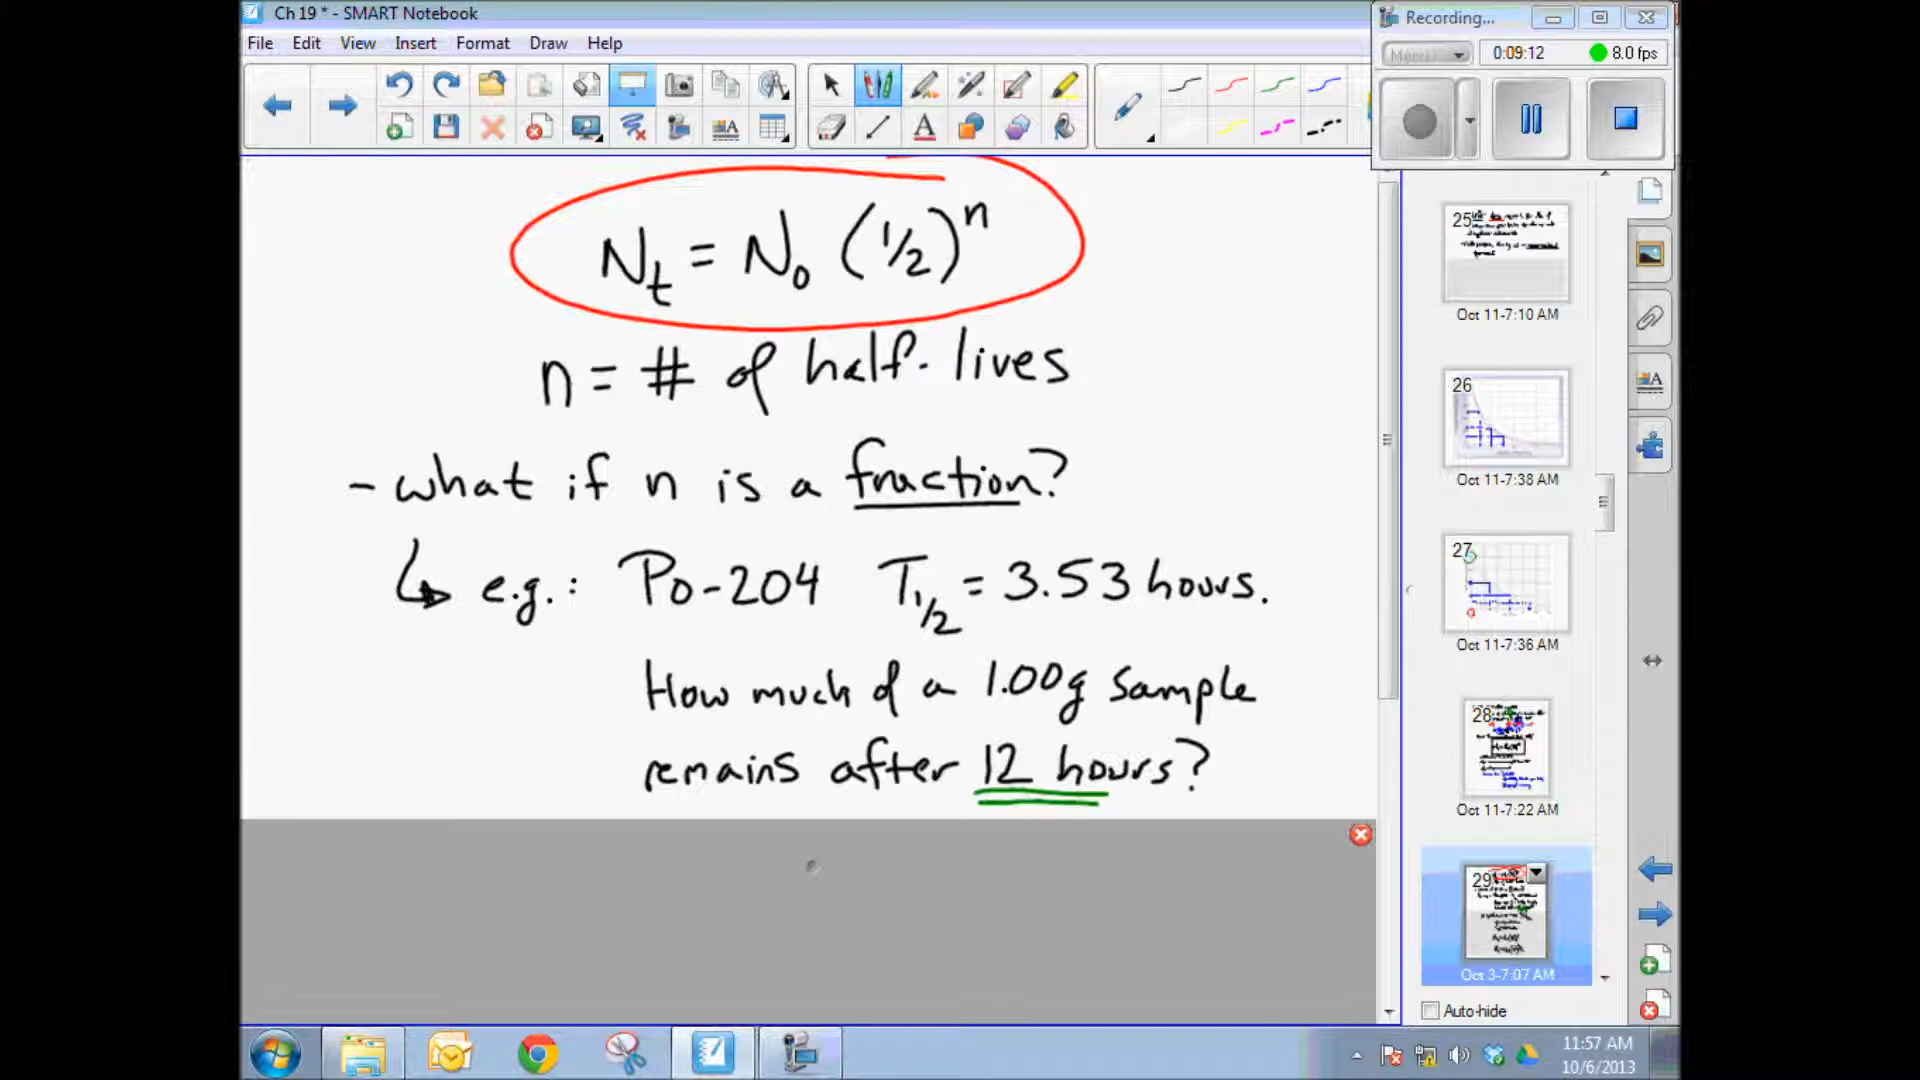 Ch 19 * - SMART Notebook
Recording...
File Edit View Insert Format Draw Help
Menu
0:09:12
8.0 fps
Nt = N0 (1/2)^n
n = # of half-lives
- what if n is a fraction?
e.g.: Po-204 T1/2 = 3.53 hours.
How much of a 1.00g sample
remains after 12 hours?
25
Oct 11-7:10 AM
26
Oct 11-7:38 AM
27
Oct 11-7:36 AM
28
Oct 11-7:22 AM
29
Oct 3-7:07 AM
Auto-hide
11:57 AM
10/6/2013